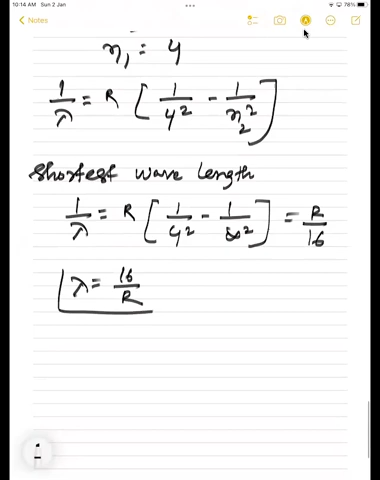 10:14 AM Sun 2 Jan
78%
Notes
n₁ = 4
1/λ = R [ 1/4² - 1/n₂² ]
Shortest wave length
1/λ = R [ 1/4² - 1/∞² ] = R/16
λ = 16/R